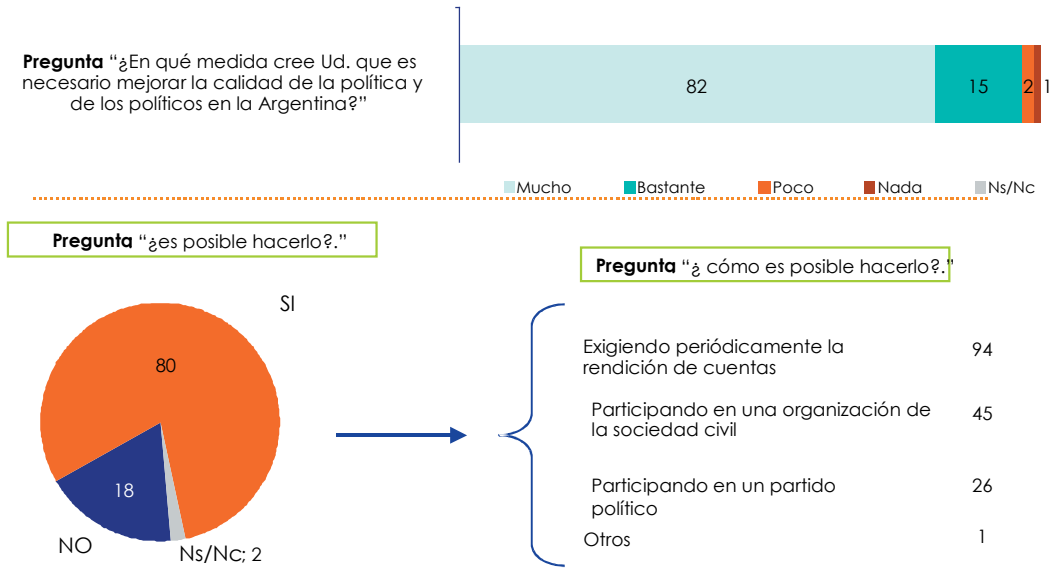 Pregunta “¿En qué medida cree Ud. que es
necesario mejorar la calidad de la política y
de los políticos en la Argentina?”
82
15
2
1
Mucho
Bastante
Poco
Nada
Ns/Nc
Pregunta “¿es posible hacerlo?.”
Pregunta “¿ cómo es posible hacerlo?.”
SI
80
18
NO
Ns/Nc; 2
Exigiendo periódicamente la
rendición de cuentas
94
Participando en una organización de
la sociedad civil
45
Participando en un partido
político
26
Otros
1